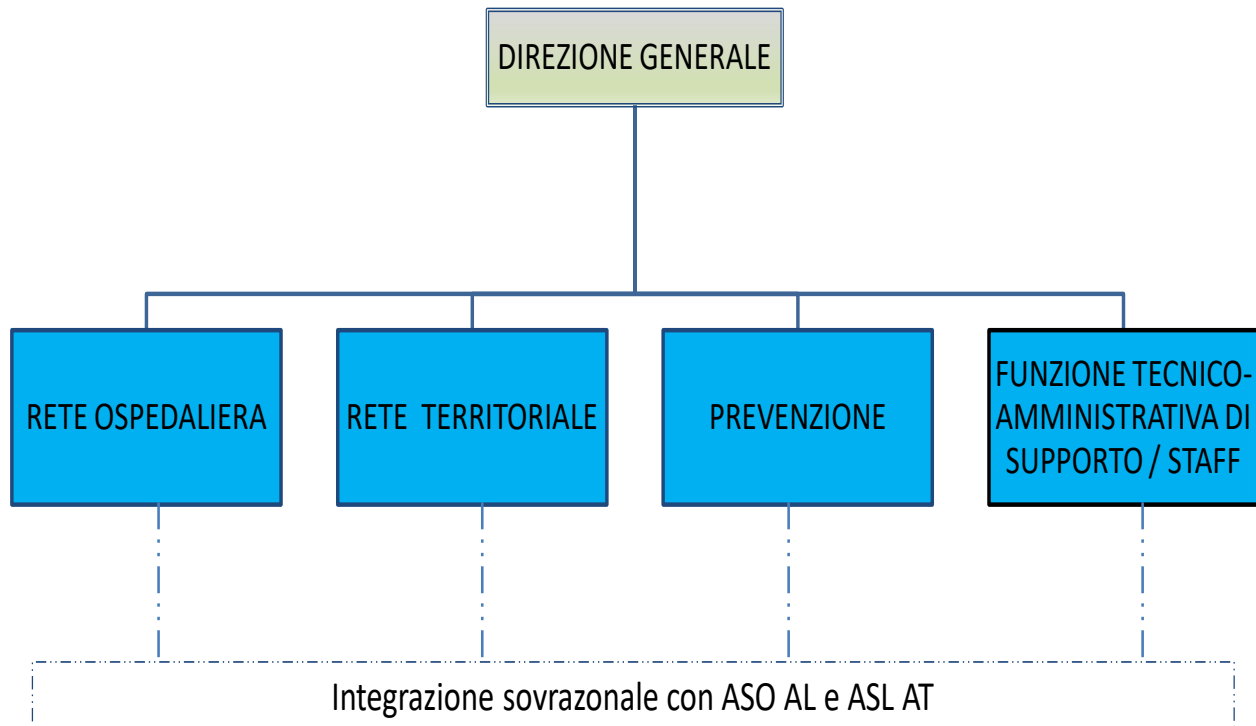 DIREZIONE GENERALE
RETE OSPEDALIERA
RETE TERRITORIALE
PREVENZIONE
FUNZIONE TECNICO-
AMMINISTRATIVA DI
SUPPORTO / STAFF
Integrazione sovrazonale con ASO AL e ASL AT